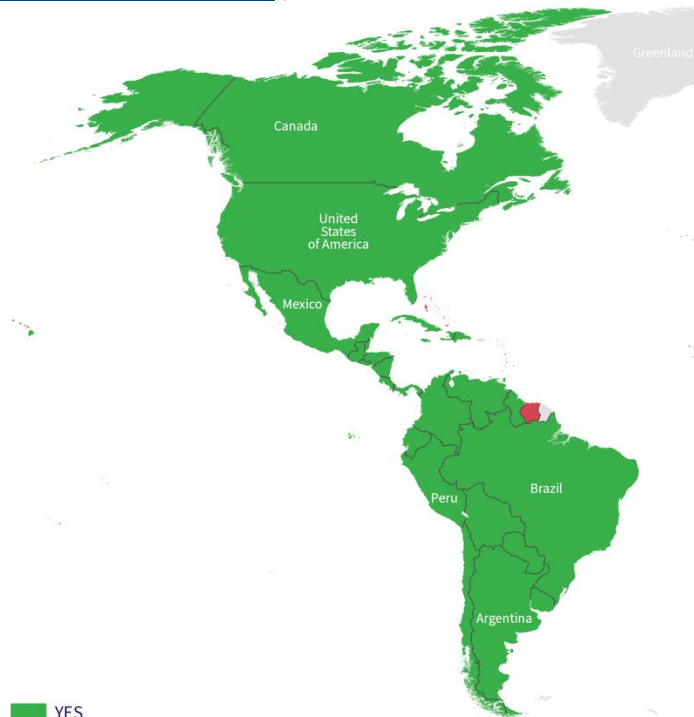 Greenland
Canada
United
States
of America
Mexico
Brazil
Peru
Argentina
YES